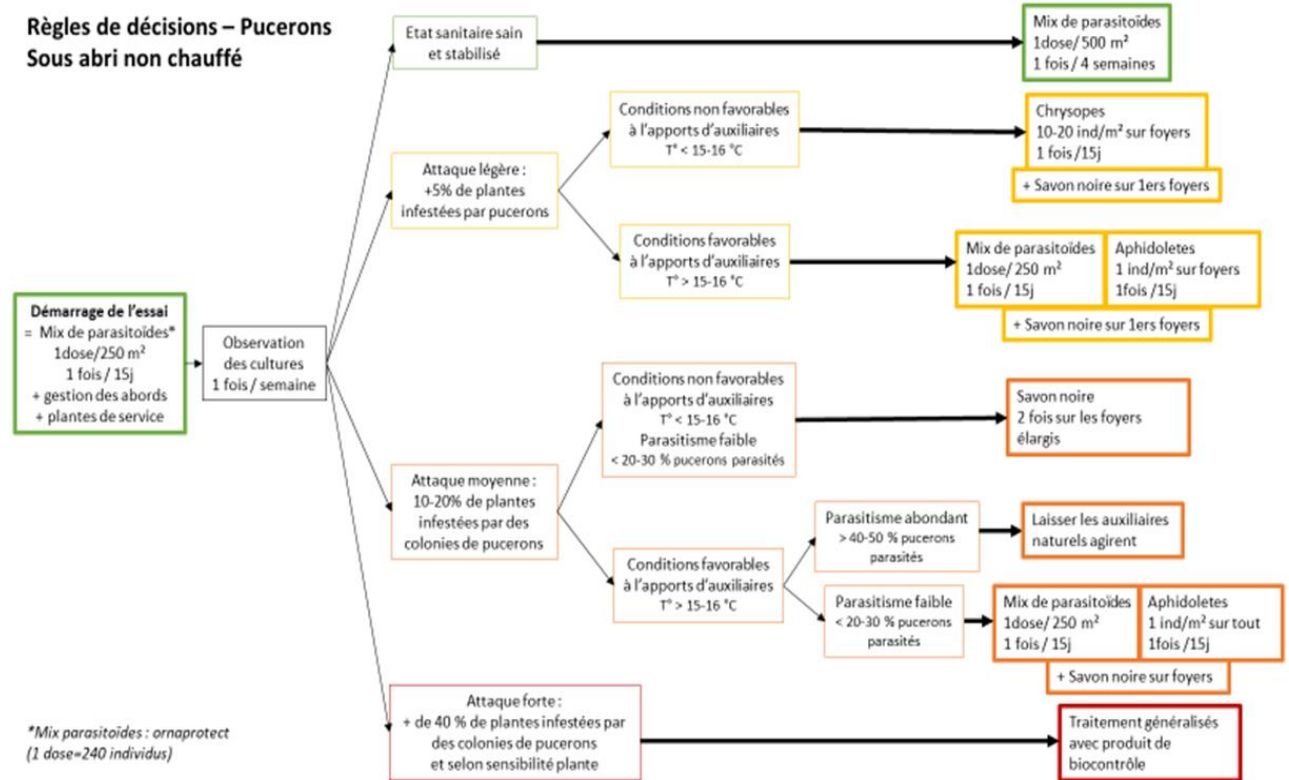 Règles de décisions – Pucerons
Sous abri non chauffé
Démarrage de l'essai
= Mix de parasitoïdes*
1dose/250 m²
1 fois / 15j
+ gestion des abords
+ plantes de service
Observation
des cultures
1 fois / semaine
Etat sanitaire sain
et stabilisé
Mix de parasitoïdes
1dose/ 500 m²
1 fois / 4 semaines
Attaque légère :
+5% de plantes
infestées par pucerons
Conditions non favorables
à l'apports d'auxiliaires
T° < 15-16 °C
Chrysopes
10-20 ind/m² sur foyers
1 fois /15j
+ Savon noire sur 1ers foyers
Conditions favorables
à l'apports d'auxiliaires
T° > 15-16 °C
Mix de parasitoïdes
1dose/ 250 m²
1 fois / 15j
Aphidoletes
1 ind/m² sur foyers
1fois /15j
+ Savon noire sur 1ers foyers
Attaque moyenne :
10-20% de plantes
infestées par des
colonies de pucerons
Conditions non favorables
à l'apports d'auxiliaires
T° < 15-16 °C
Parasitisme faible
< 20-30 % pucerons parasités
Savon noire
2 fois sur les foyers
élargis
Conditions favorables
à l'apports d'auxiliaires
T° > 15-16 °C
Parasitisme abondant
> 40-50 % pucerons
parasités
Laisser les auxiliaires
naturels agirent
Parasitisme faible
< 20-30 % pucerons
parasités
Mix de parasitoïdes
1dose/ 250 m²
1 fois / 15j
Aphidoletes
1 ind/m² sur tout
1fois /15j
+ Savon noire sur foyers
Attaque forte :
+ de 40 % de plantes infestées par
des colonies de pucerons
et selon sensibilité plante
Traitement généralisés
avec produit de
biocontrôle
*Mix parasitoïdes : ornaprotect
(1 dose=240 individus)